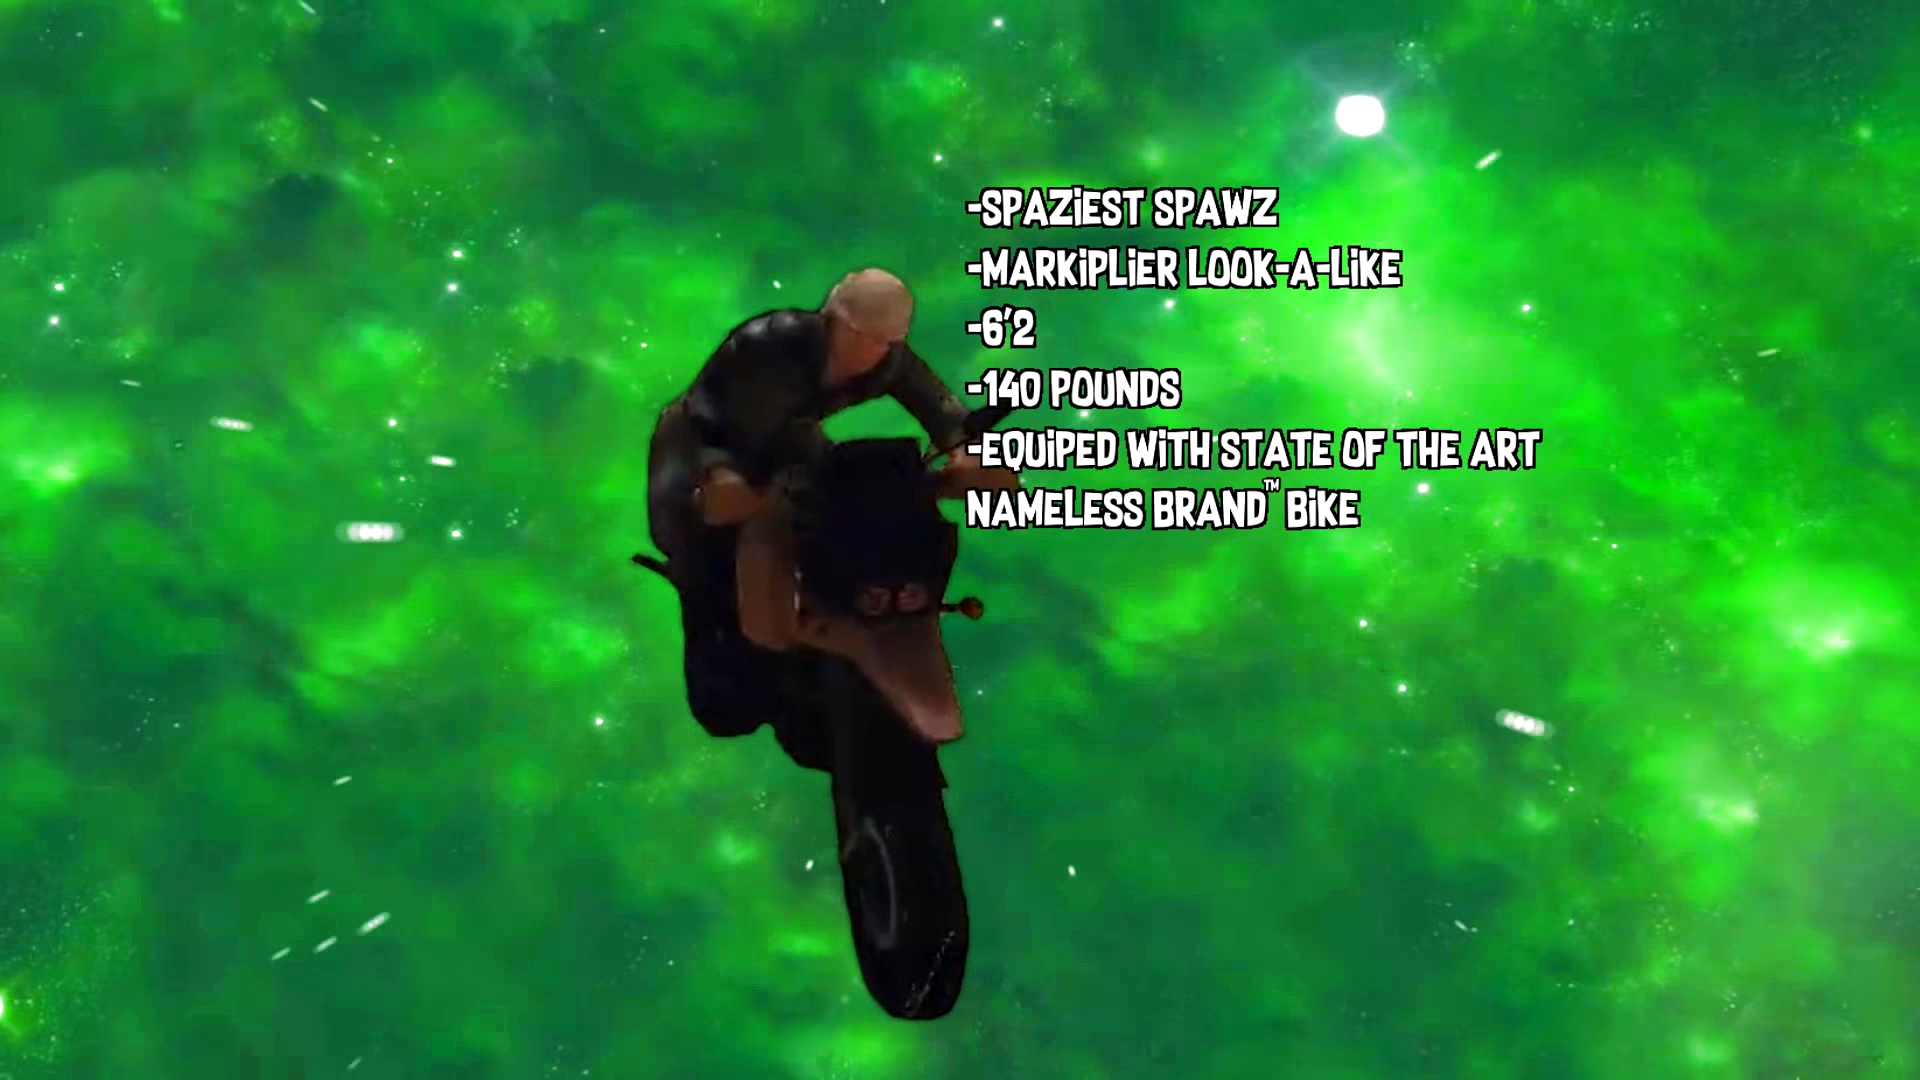 -SPAZiEST SPAWZ
-MARKiPLiER LOOK-A-LiKE
-6'2
-140 POUNDS
-EQUiPED WiTH STATE OF THE ART
NAMELESS BRAND™ BiKE